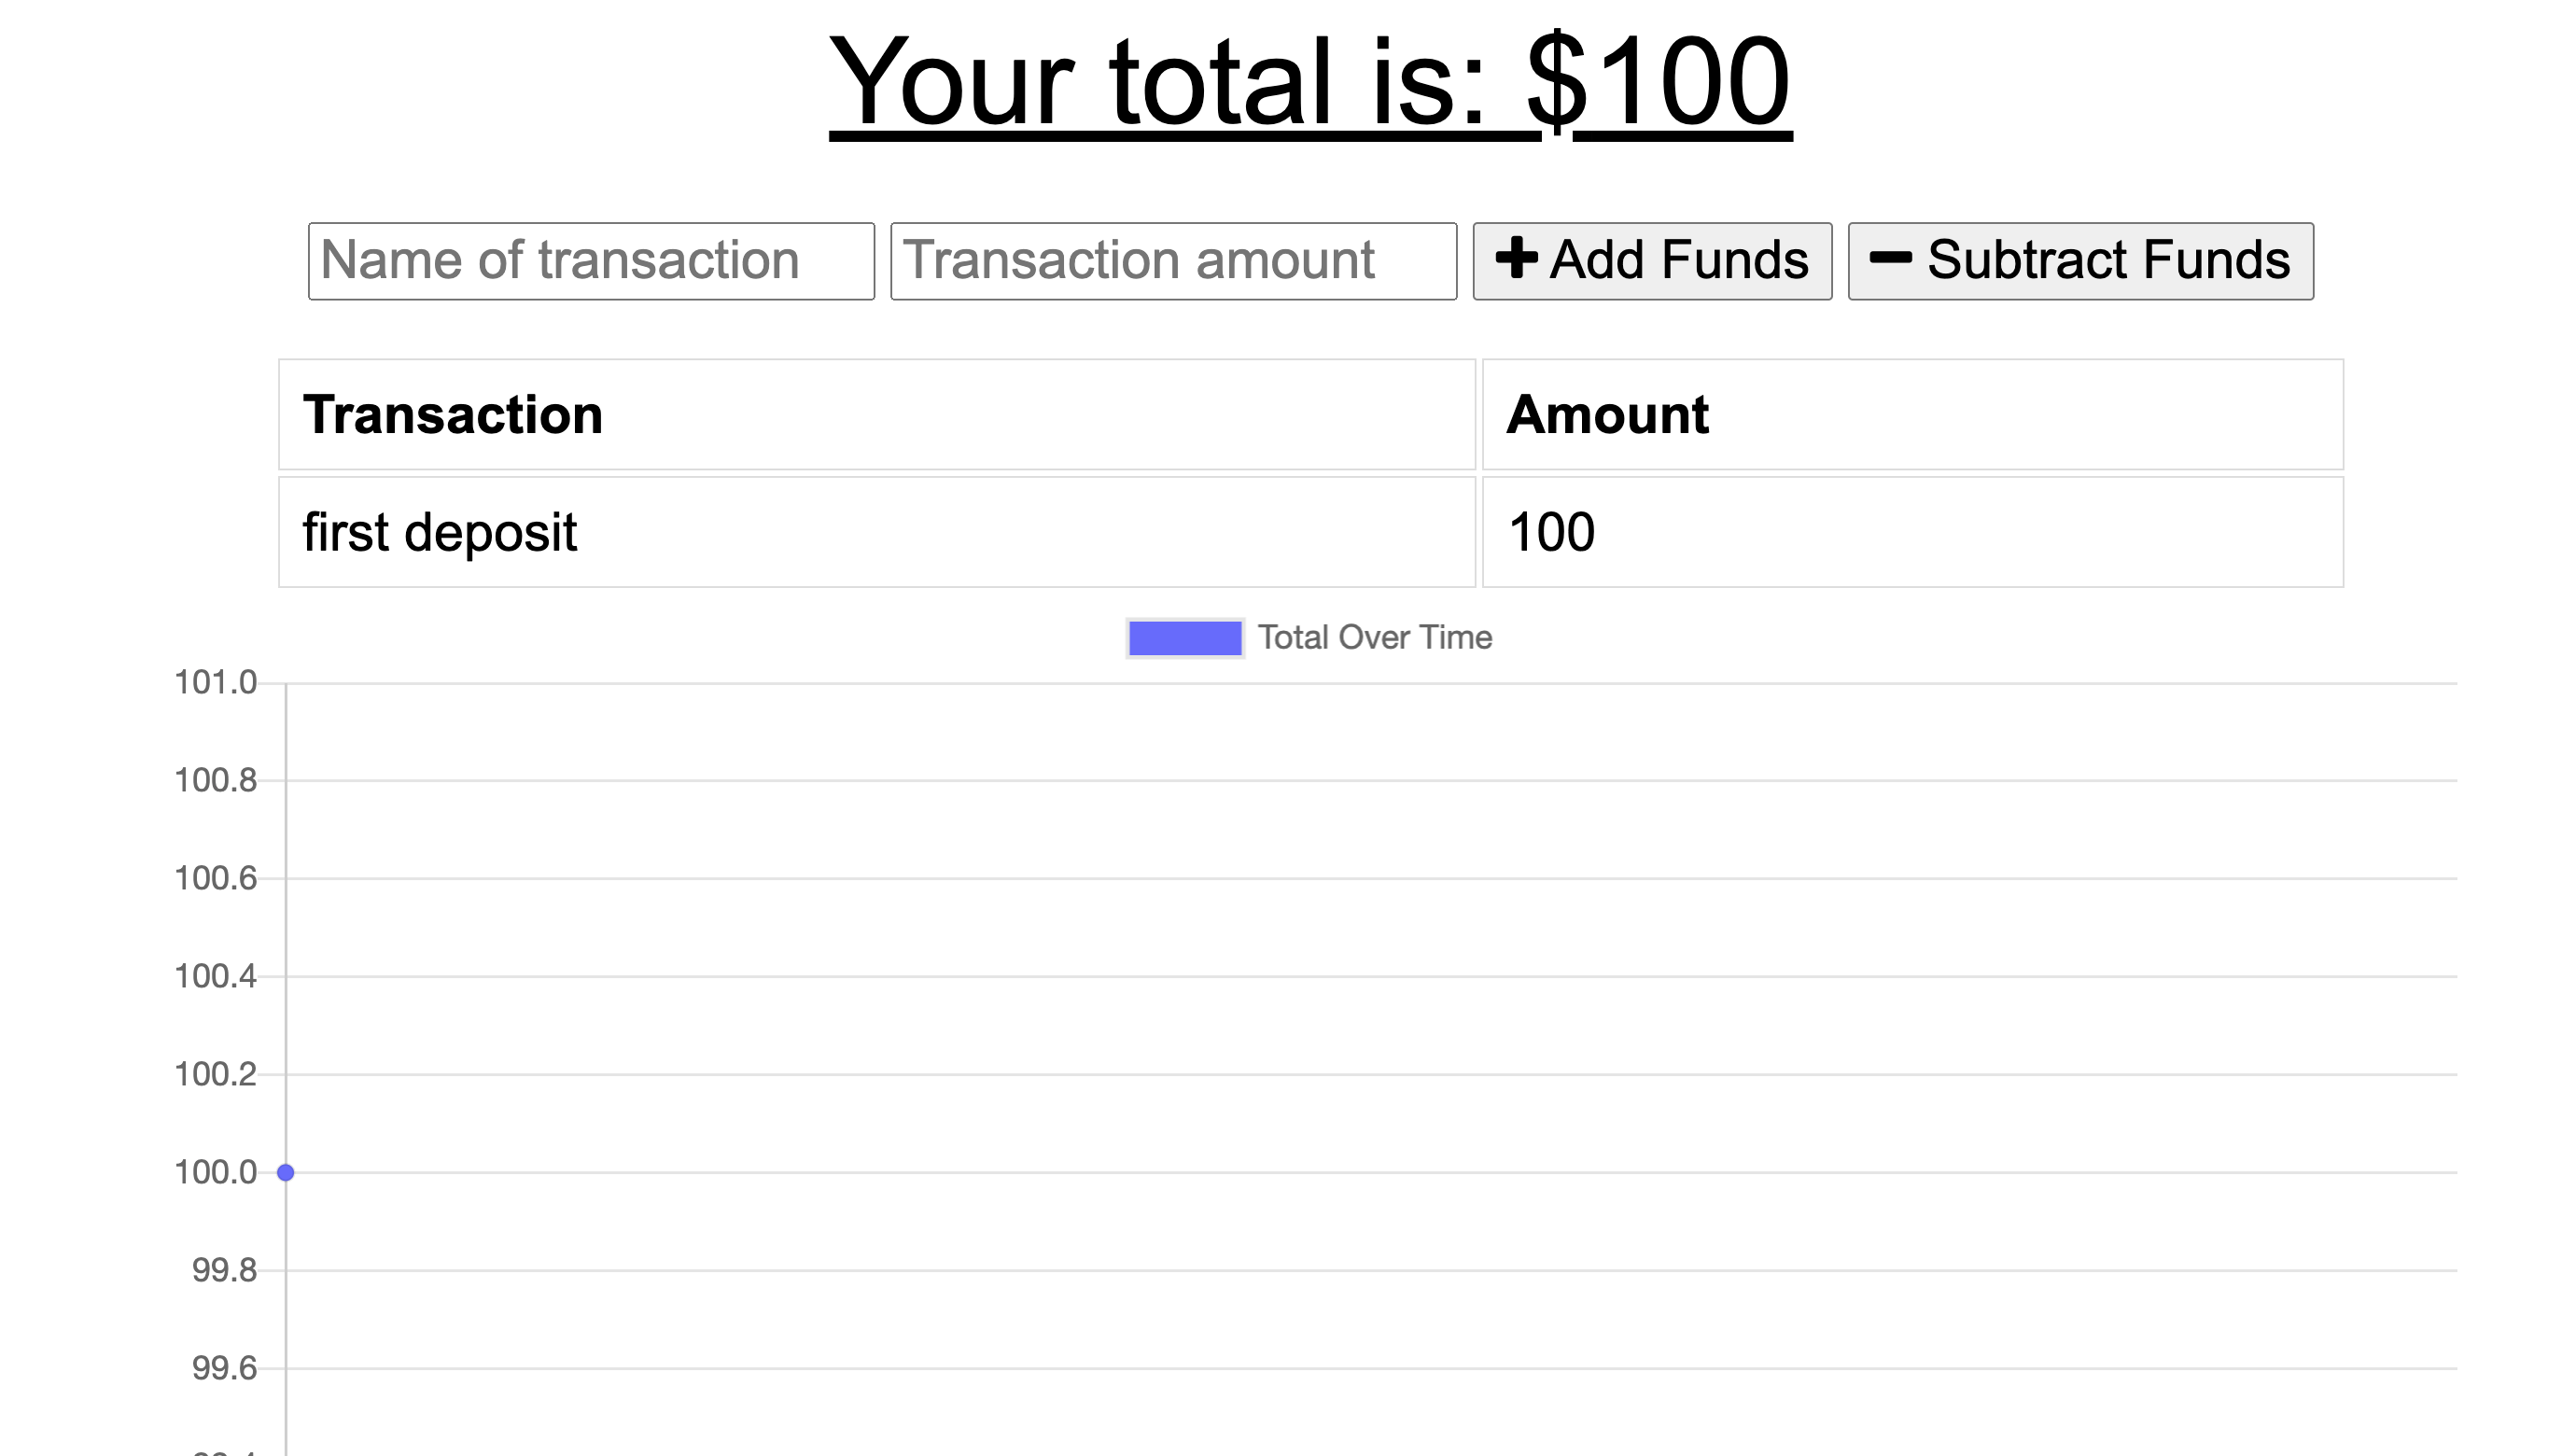 Your total is: $100
Name of transaction Transaction amount Add Funds Subtract Funds
Transaction Amount
first deposit 100
Total Over Time
101.0
100.8
100.6
100.4
100.2
100.0
99.8
99.6